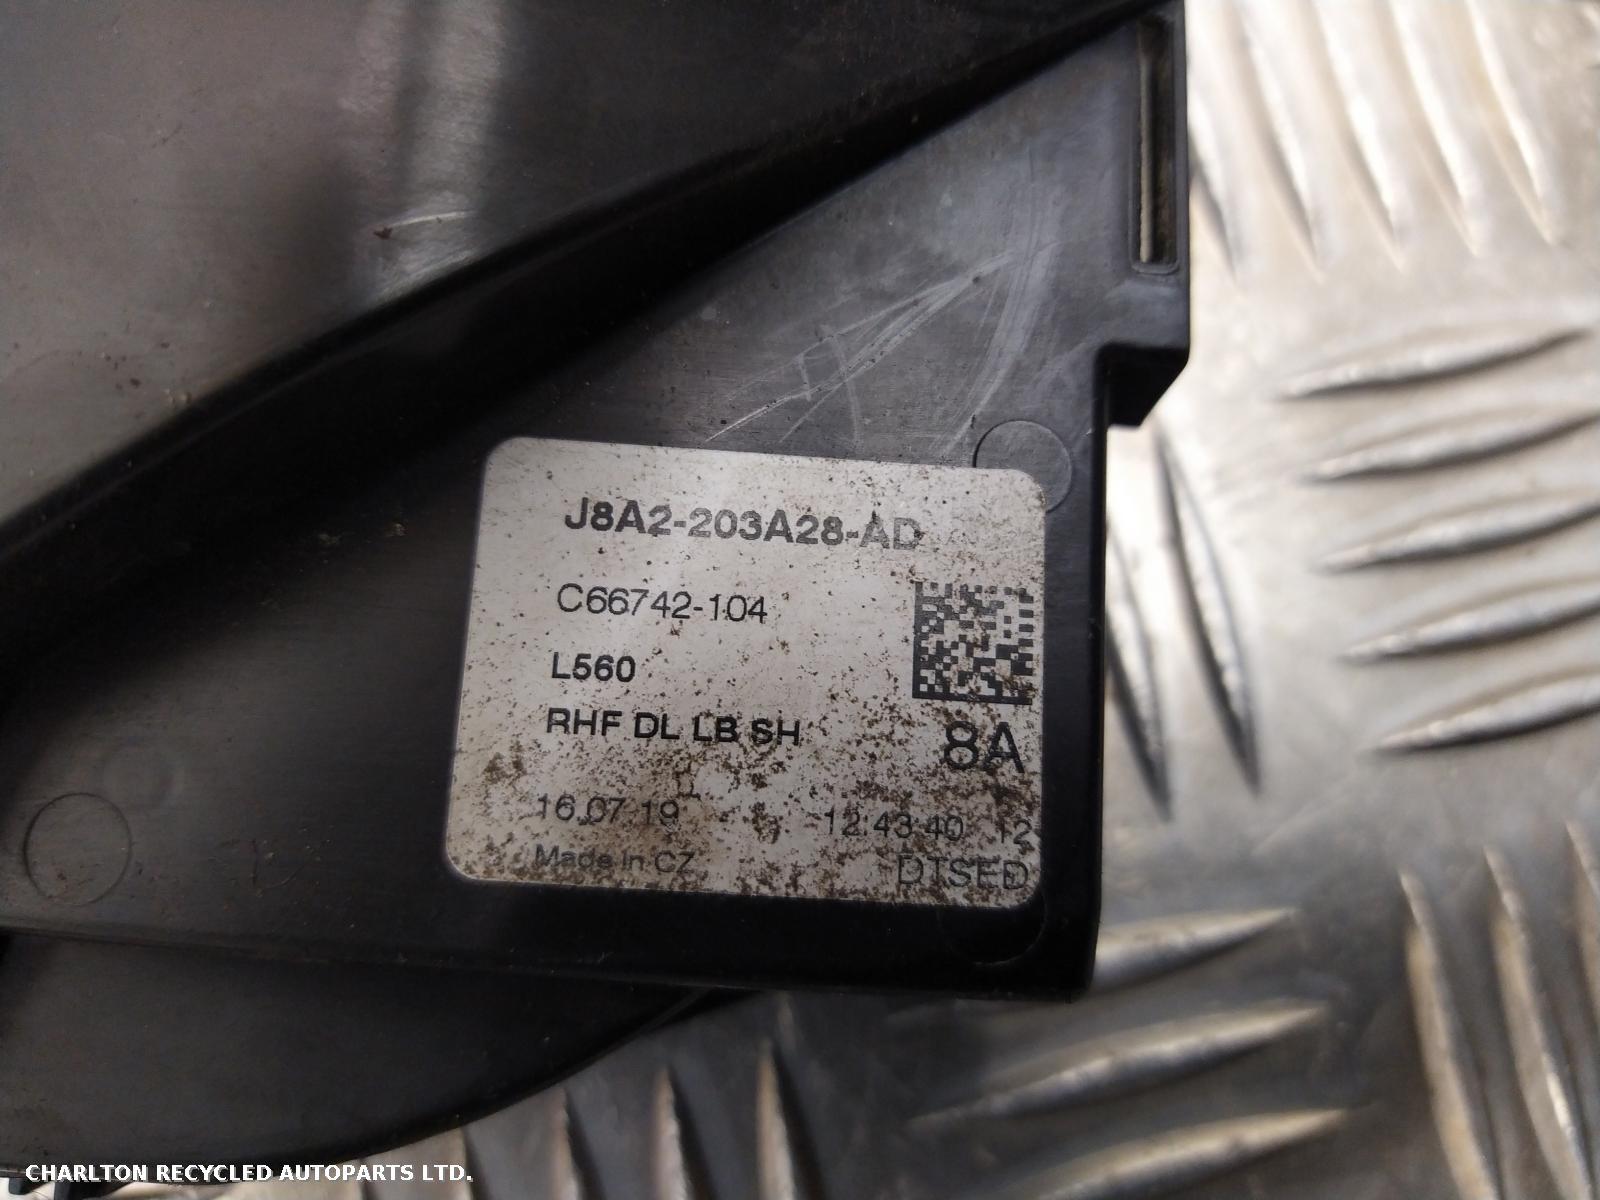 J8A2-203A28-AD
C66742-104
L560
RHF DL LB SH
8A
16.07.19 12:43:40 12
Made in CZ DTSED
CHARLTON RECYCLED AUTOPARTS LTD.